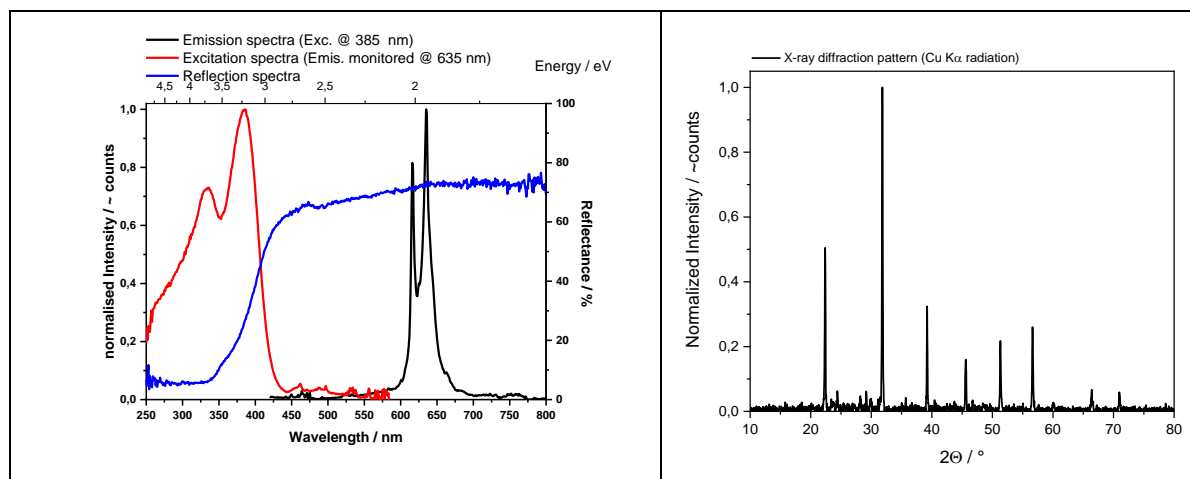 Emission spectra (Exc. @ 385 nm)
Excitation spectra (Emis. monitored @ 635 nm)
Reflection spectra
Energy / eV
4,5 4 3,5 3 2,5 2
1,0
0,8
0,6
0,4
0,2
0,0
normalised Intensity / ~ counts
100
80
60
40
20
0
Reflectance / %
250 300 350 400 450 500 550 600 650 700 750 800
Wavelength / nm
X-ray diffraction pattern (Cu Kα radiation)
1,0
0,8
0,6
0,4
0,2
0,0
Normalized Intensity / ~counts
10 20 30 40 50 60 70 80
2Θ / °